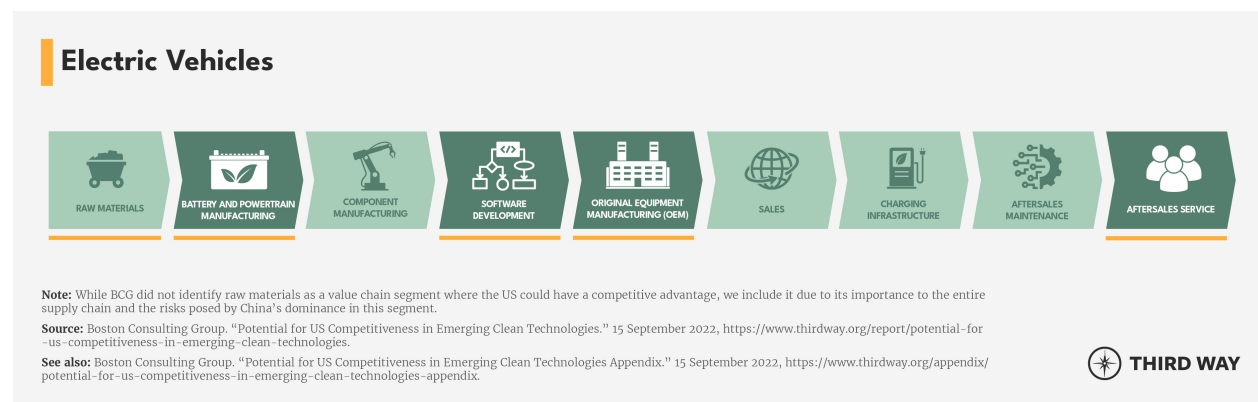 Electric Vehicles
</>
RAW MATERIALS
BATTERY AND POWERTRAIN
MANUFACTURING
COMPONENT
MANUFACTURING
SOFTWARE
DEVELOPMENT
ORIGINAL EQUIPMENT
MANUFACTURING (OEM)
SALES
CHARGING
INFRASTRUCTURE
AFTERSALES
MAINTENANCE
AFTERSALES SERVICE
Note: While BCG did not identify raw materials as a value chain segment where the US could have a competitive advantage, we include it due to its importance to the entire
supply chain and the risks posed by China's dominance in this segment.
Source: Boston Consulting Group. “Potential for US Competitiveness in Emerging Clean Technologies.” 15 September 2022, https://www.thirdway.org/report/potential-for
-us-competitiveness-in-emerging-clean-technologies.
See also: Boston Consulting Group. “Potential for US Competitiveness in Emerging Clean Technologies Appendix.” 15 September 2022, https://www.thirdway.org/appendix/
potential-for-us-competitiveness-in-emerging-clean-technologies-appendix.
THIRD WAY